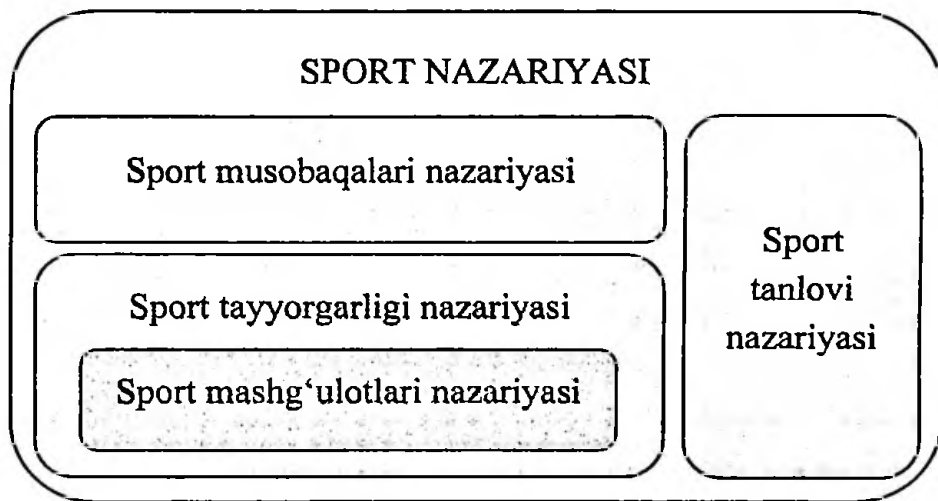 SPORT NAZARIYASI
Sport musobaqalari nazariyasi
Sport tayyorgarligi nazariyasi
Sport mashg‘ulotlari nazariyasi
Sport
tanlovi
nazariyasi